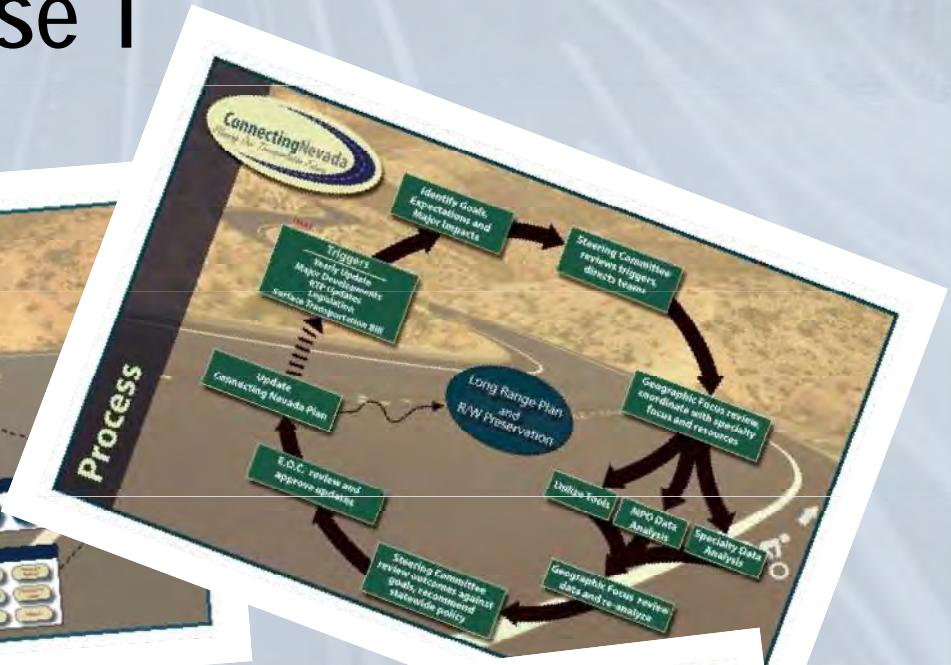 se I
ConnectingNevada
Process
Identify Goals,
Expectations and
Major Impacts
Steering Committee
reviews triggers,
directs teams
Triggers
Yearly Update
Major Developments
RTP Updates
Legislation
Surface Transportation Bill
Geographic Focus review,
coordinate with specialty
focus and resources
Update
Connecting Nevada Plan
Long Range Plan
and
R/W Preservation
Utilize Tools
MPO Data
Analysis
Specialty Data
Analysis
E.O.C. review and
approve updates
Steering Committee
review outcomes against
goals, recommend
statewide policy
Geographic Focus review
data and re-analyze